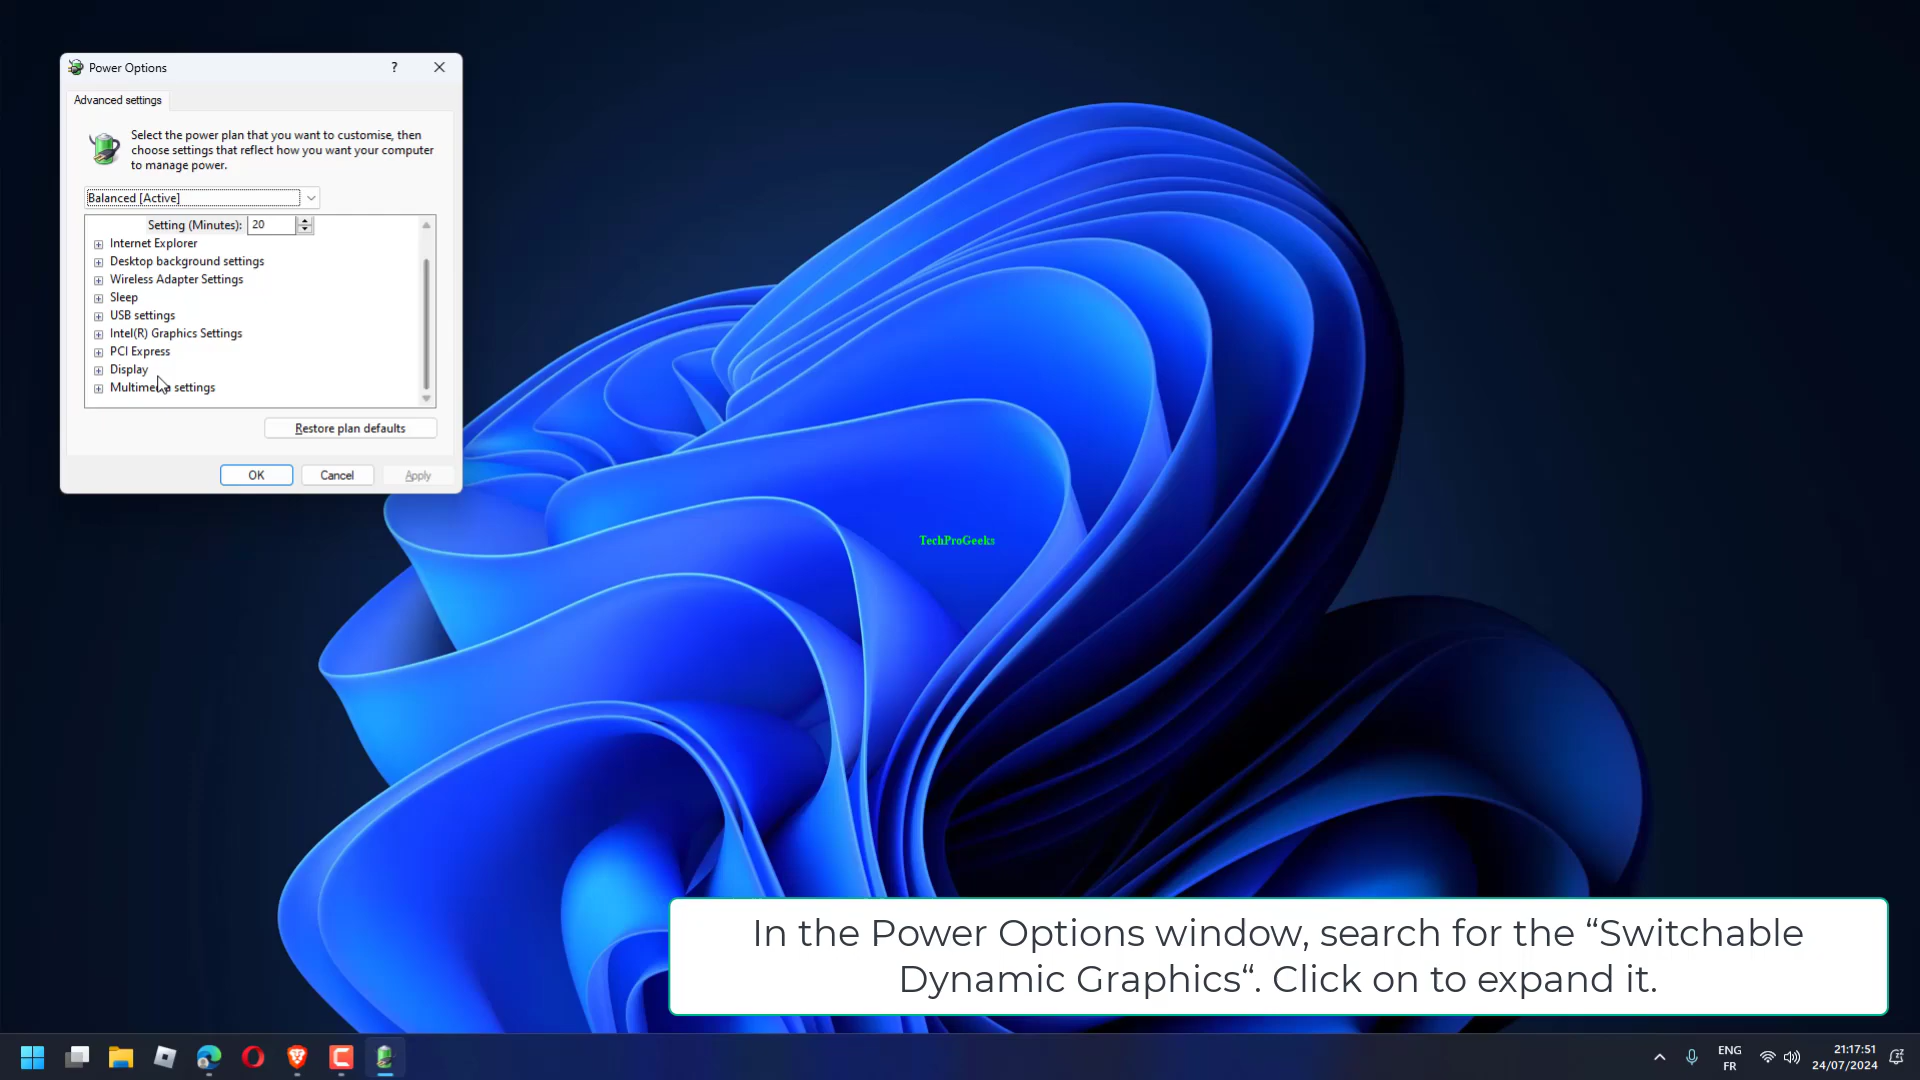 Power Options
?
Advanced settings
Select the power plan that you want to customise, then
choose settings that reflect how you want your computer
to manage power.
Balanced [Active]
Setting (Minutes): 20
Internet Explorer
Desktop background settings
Wireless Adapter Settings
Sleep
USB settings
Intel(R) Graphics Settings
PCI Express
Display
Multimedia settings
Restore plan defaults
OK Cancel Apply
TechProGeeks
In the Power Options window, search for the “Switchable
Dynamic Graphics“. Click on to expand it.
ENG
FR
21:17:51
24/07/2024